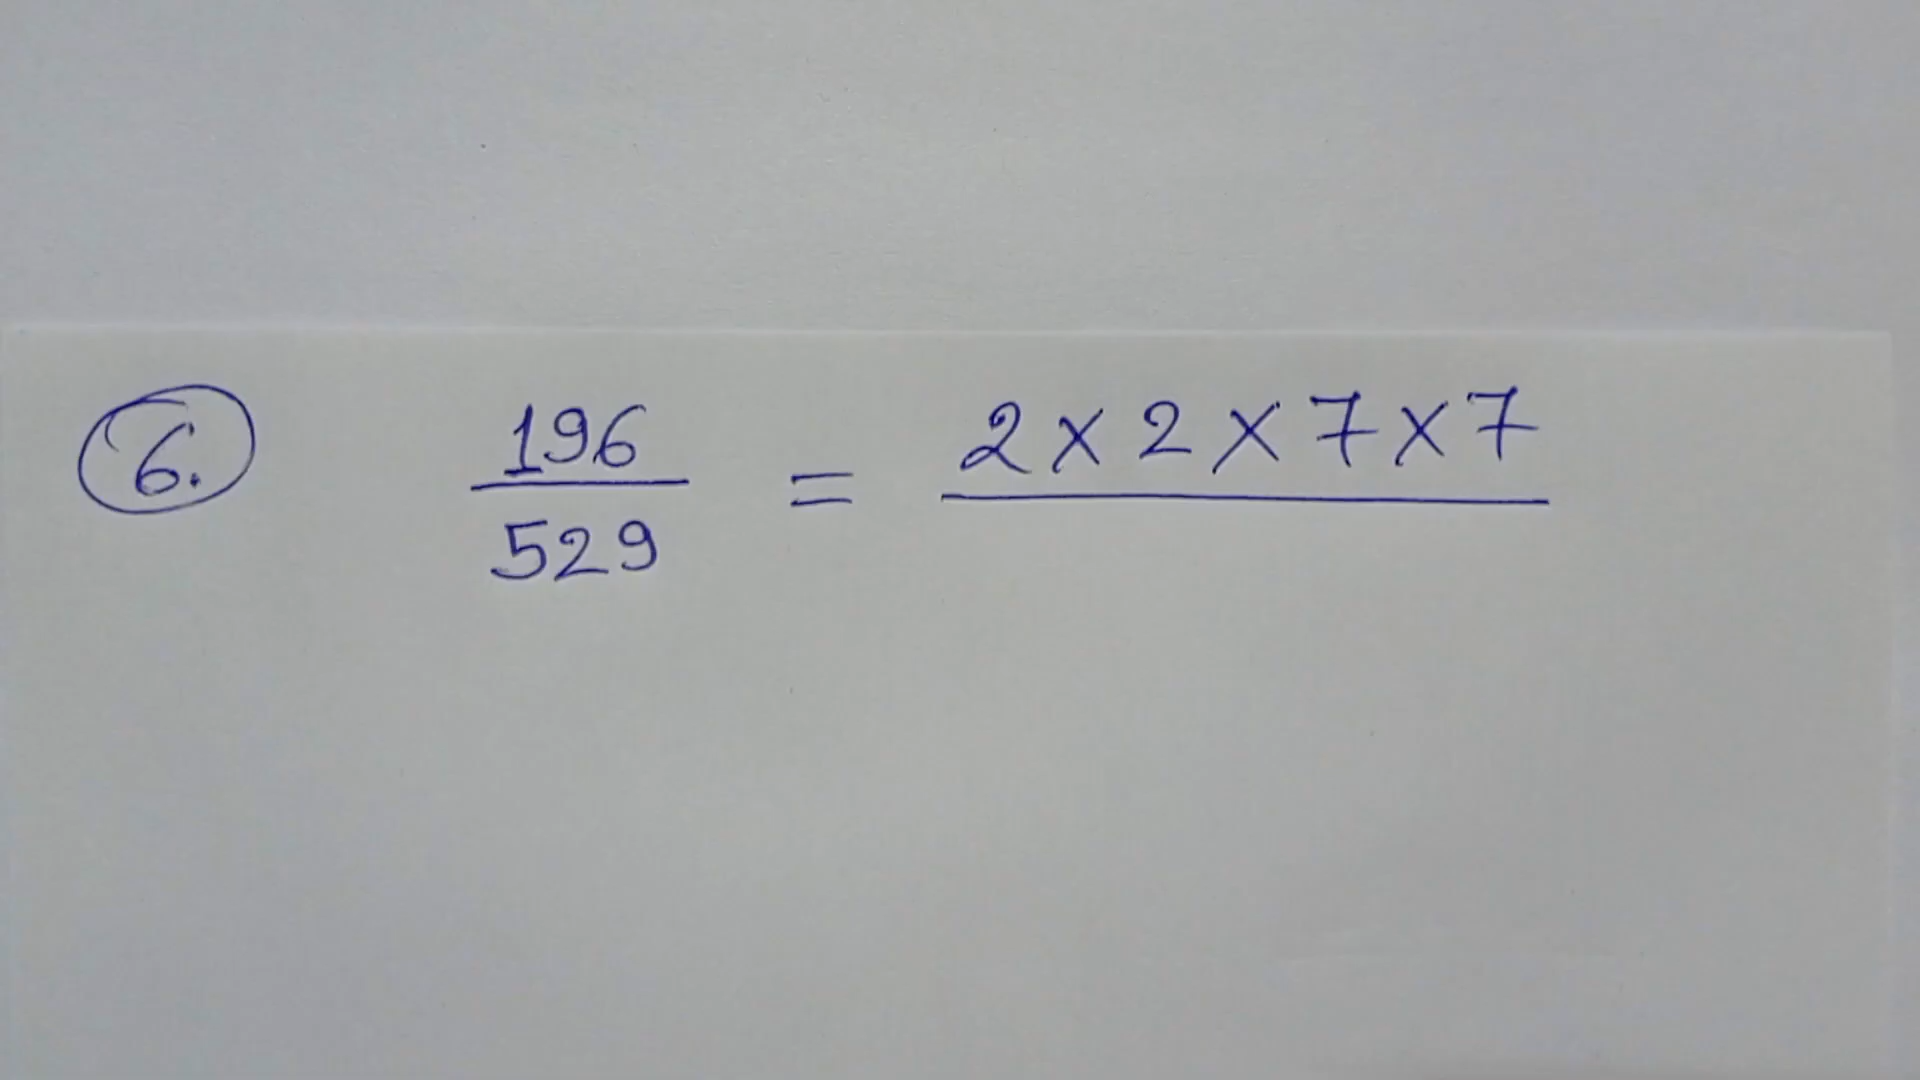 6. 196/529 = 2 x 2 x 7 x 7/